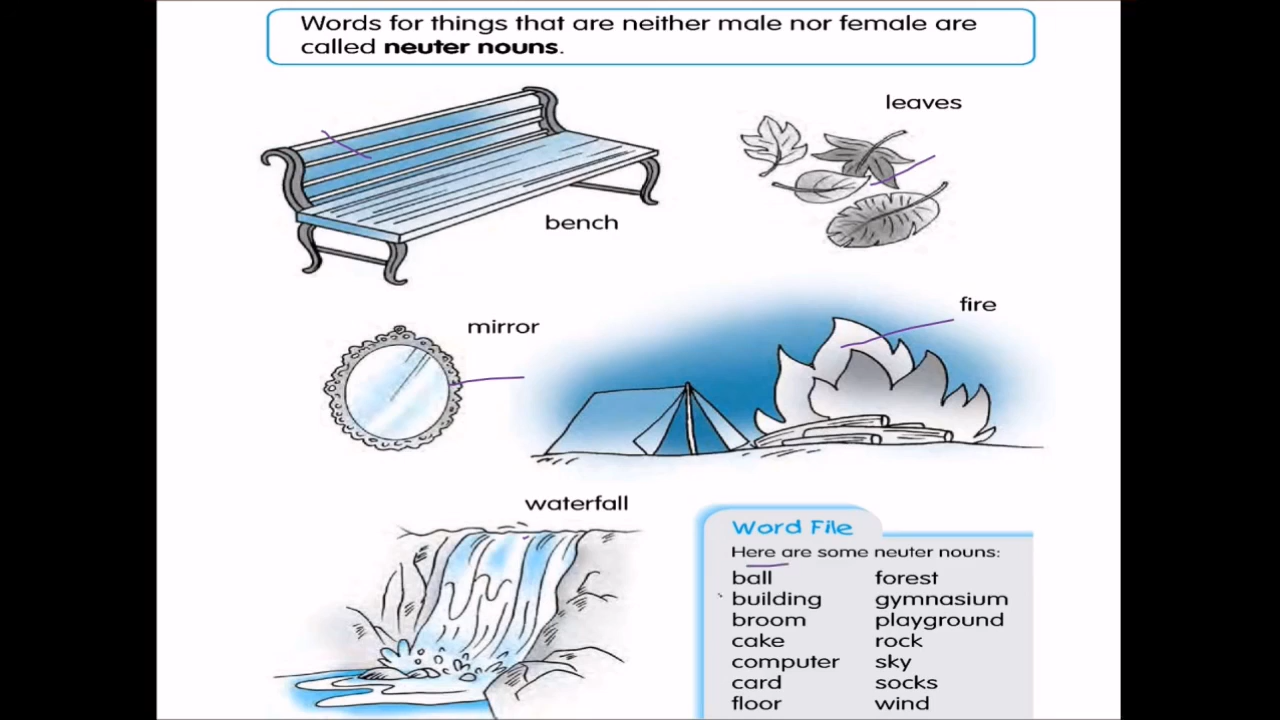 Words for things that are neither male nor female are
called neuter nouns.
leaves
bench
fire
mirror
waterfall
Word File
Here are some neuter nouns:
ball forest
building gymnasium
broom playground
cake rock
computer sky
card socks
floor wind